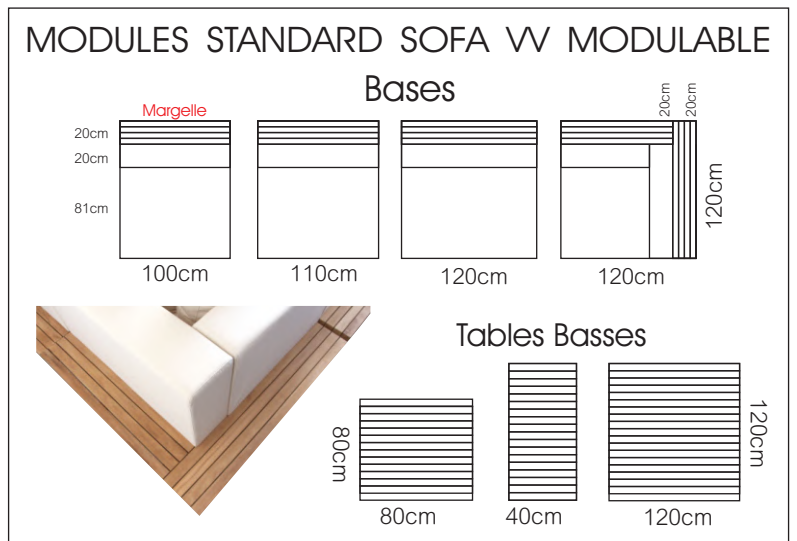 MODULES STANDARD SOFA VV MODULABLE
Bases
Margelle
20cm
20cm
20cm
20cm
81cm
120cm
100cm
110cm
120cm
120cm
Tables Basses
80cm
120cm
80cm
40cm
120cm